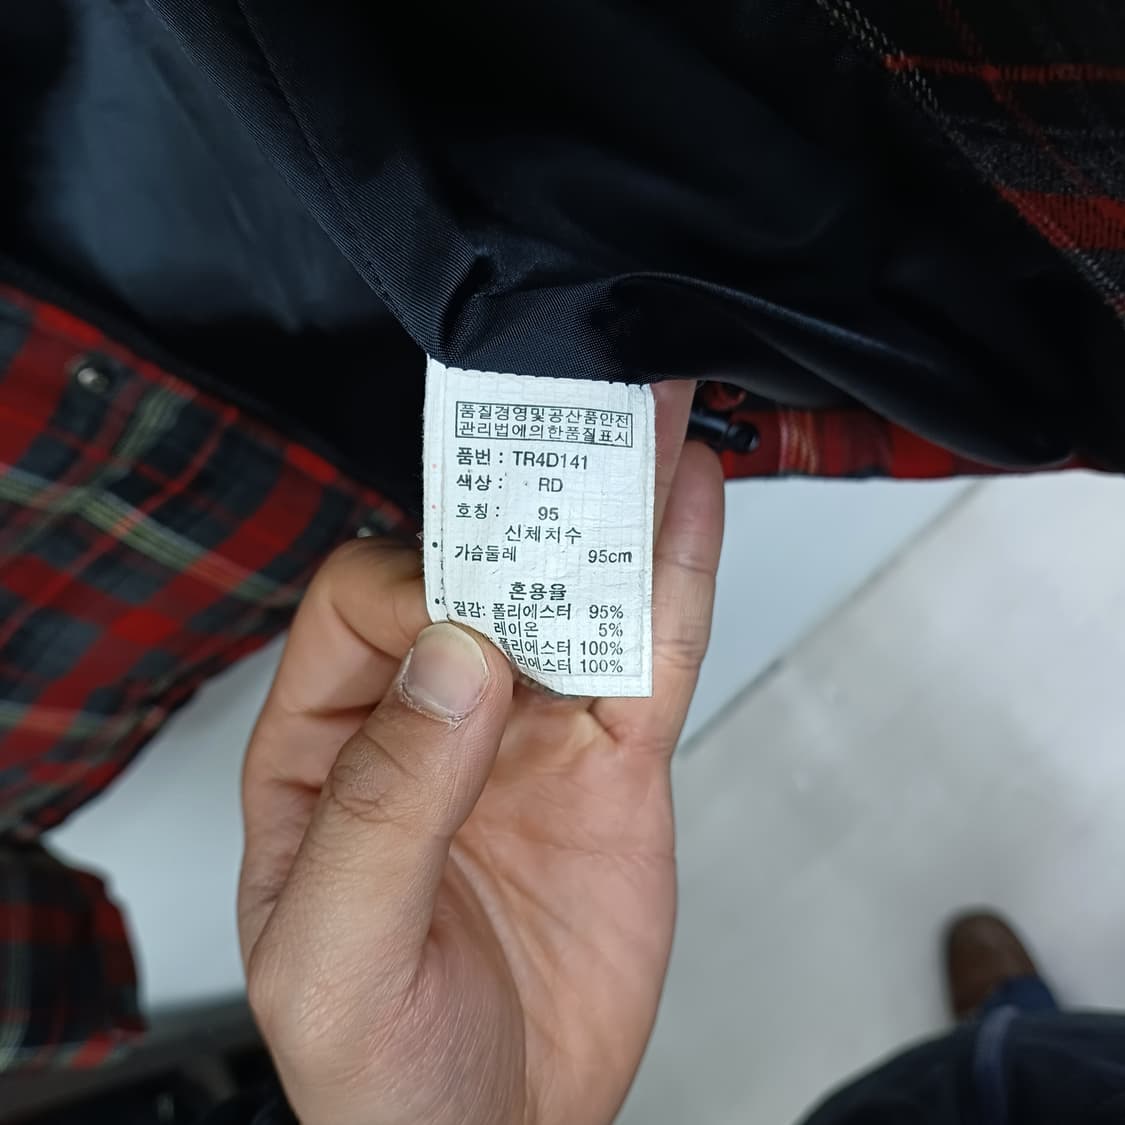 품질경영및공산품안전
관리법에의한품질표시
품번 : TR4D141
색상 : RD
호칭 : 95
신체치수
가슴둘레 95cm
혼용율
겉감: 폴리에스터 95%
레이온 5%
폴리에스터 100%
폴리에스터 100%